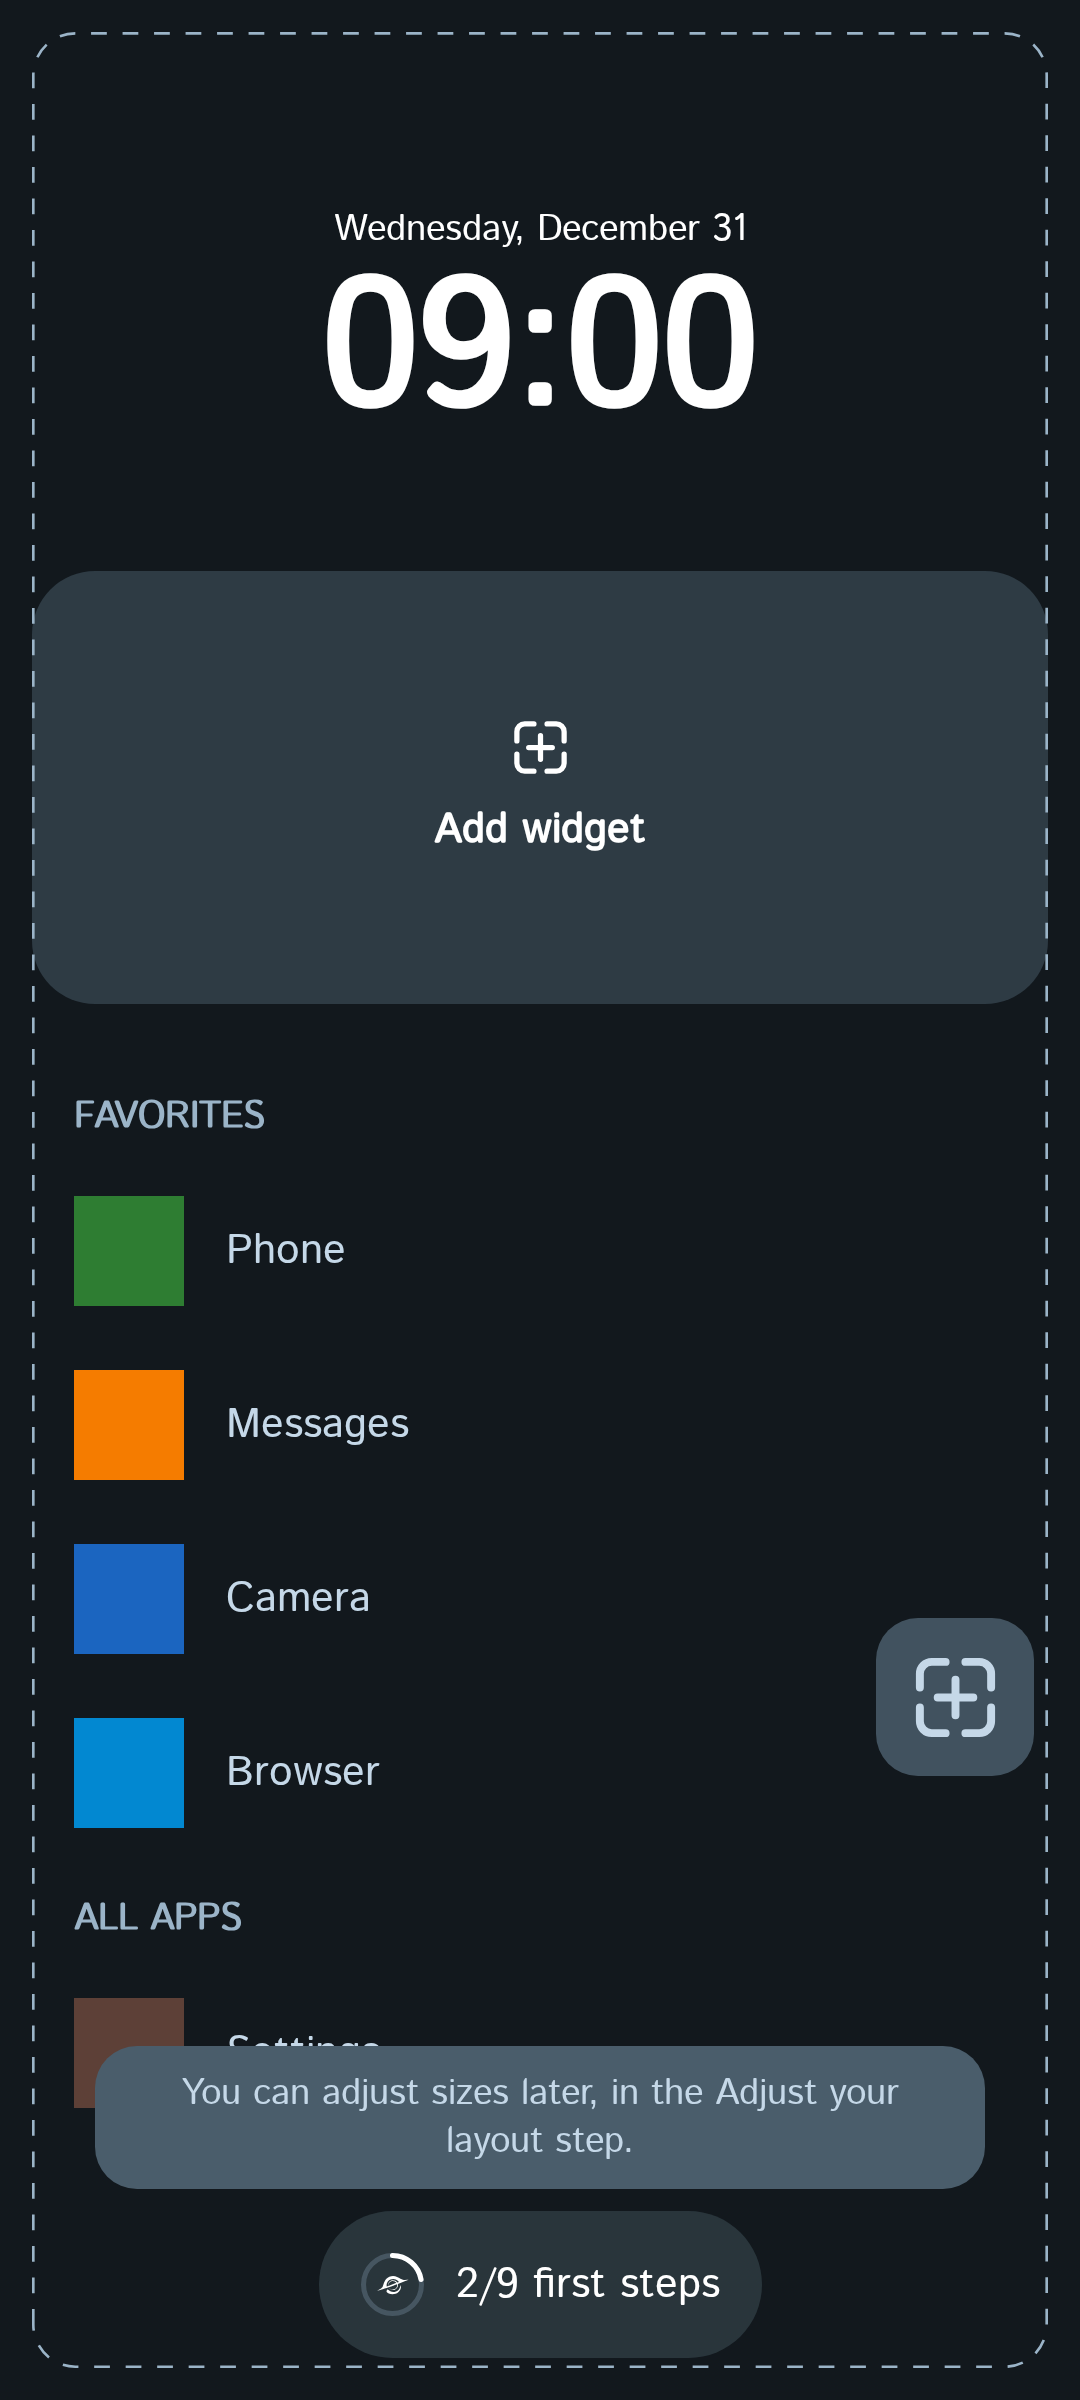 Wednesday, December 31
09:00
Add widget
FAVORITES
Phone
Messages
Camera
Browser
ALL APPS
Settings
You can adjust sizes later, in the Adjust your
layout step.
2/9 first steps